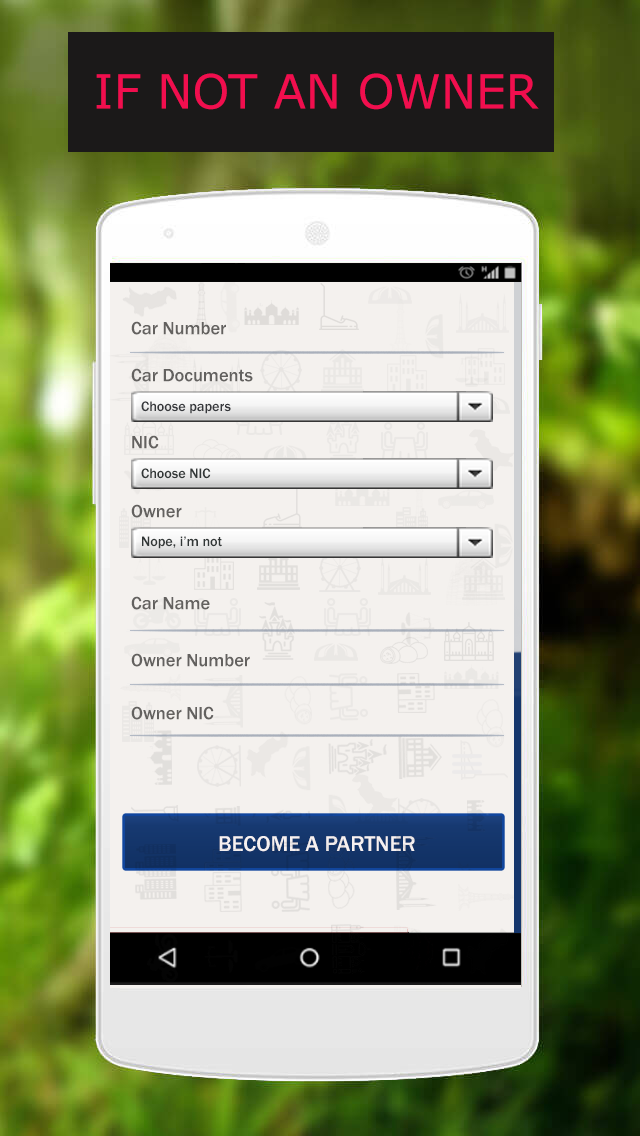 IF NOT AN OWNER
H
Car Number
Car Documents
Choose papers
NIC
Choose NIC
Owner
Nope, i'm not
Car Name
Owner Number
Owner NIC
BECOME A PARTNER